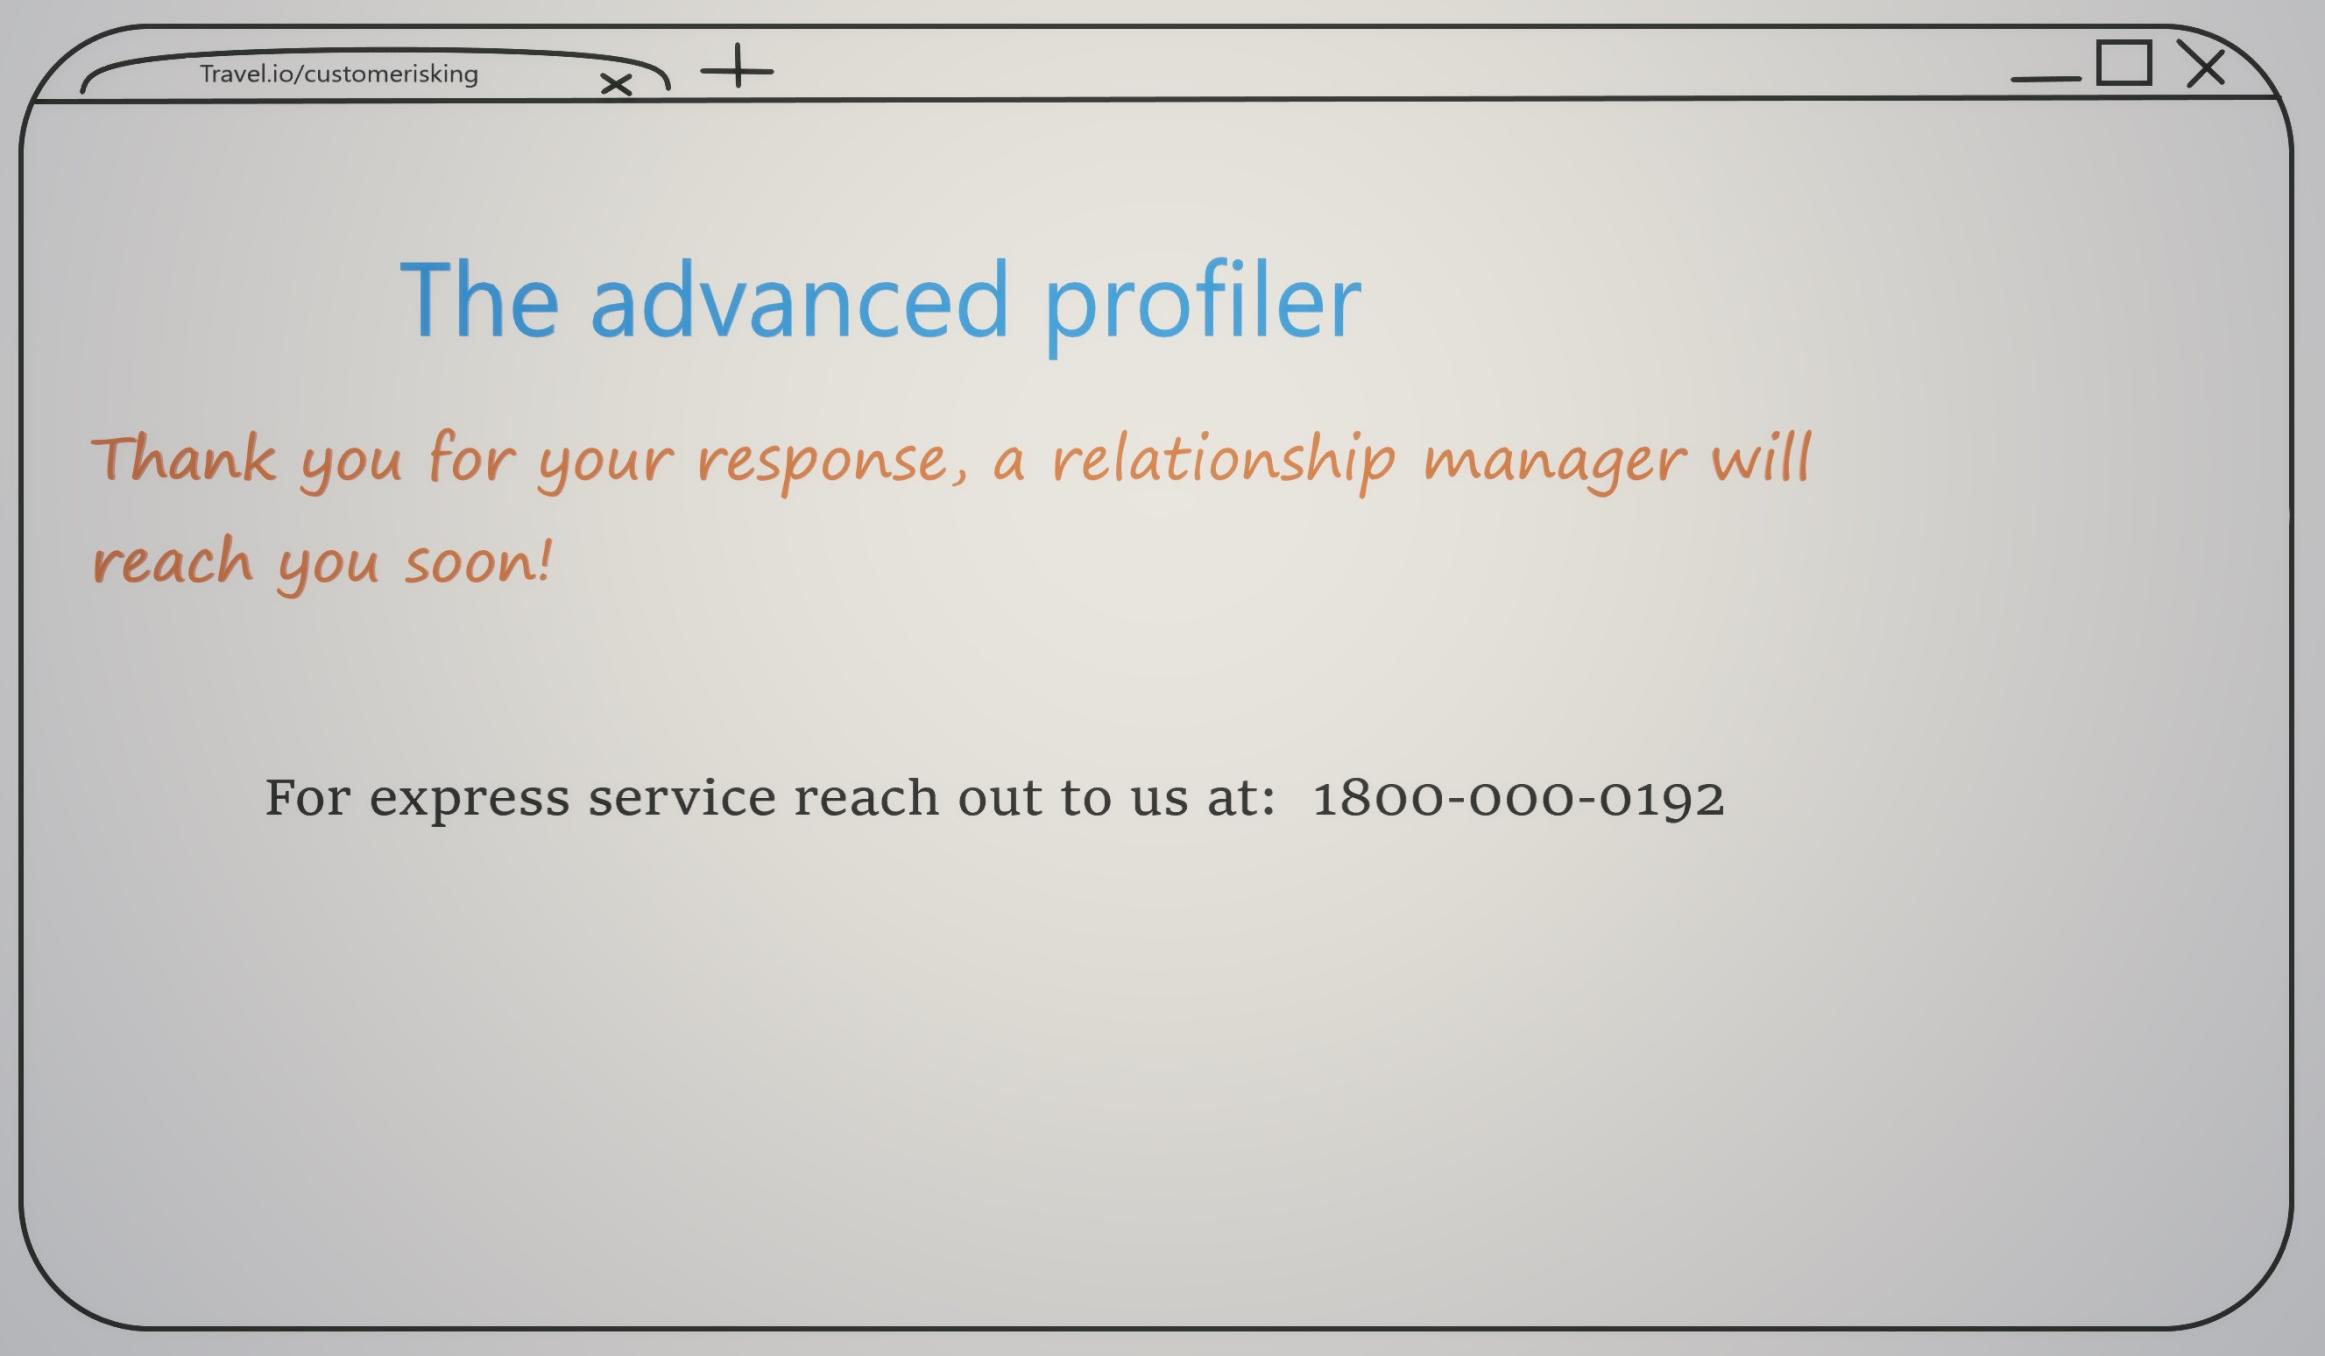 Travel.io/customerisking
The advanced profiler
Thank you for your response, a relationship manager will
reach you soon!
For express service reach out to us at: 1800-000-0192